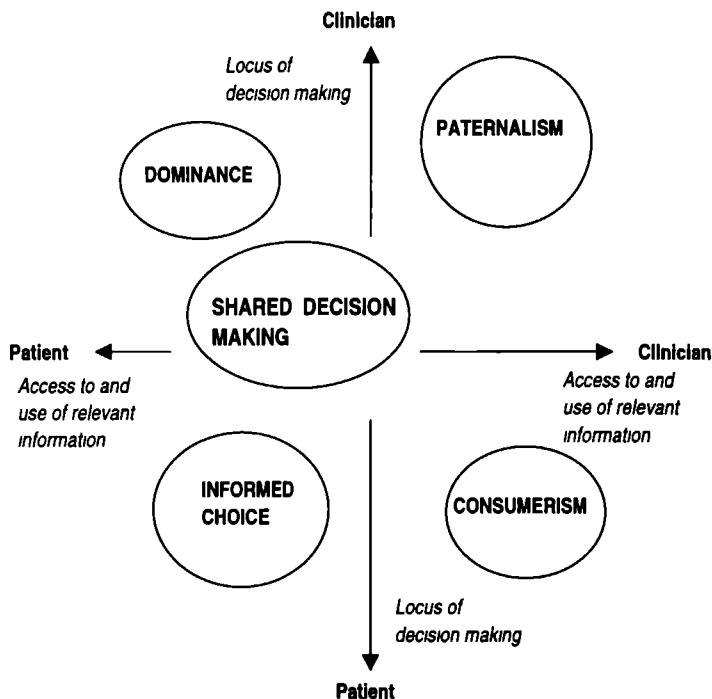 Clinician
Locus of
decision making
PATERNALISM
DOMINANCE
SHARED DECISION
MAKING
Patient
Clinician
Access to and
use of relevant
information
Access to and
use of relevant
information
INFORMED
CHOICE
CONSUMERISM
Locus of
decision making
Patient